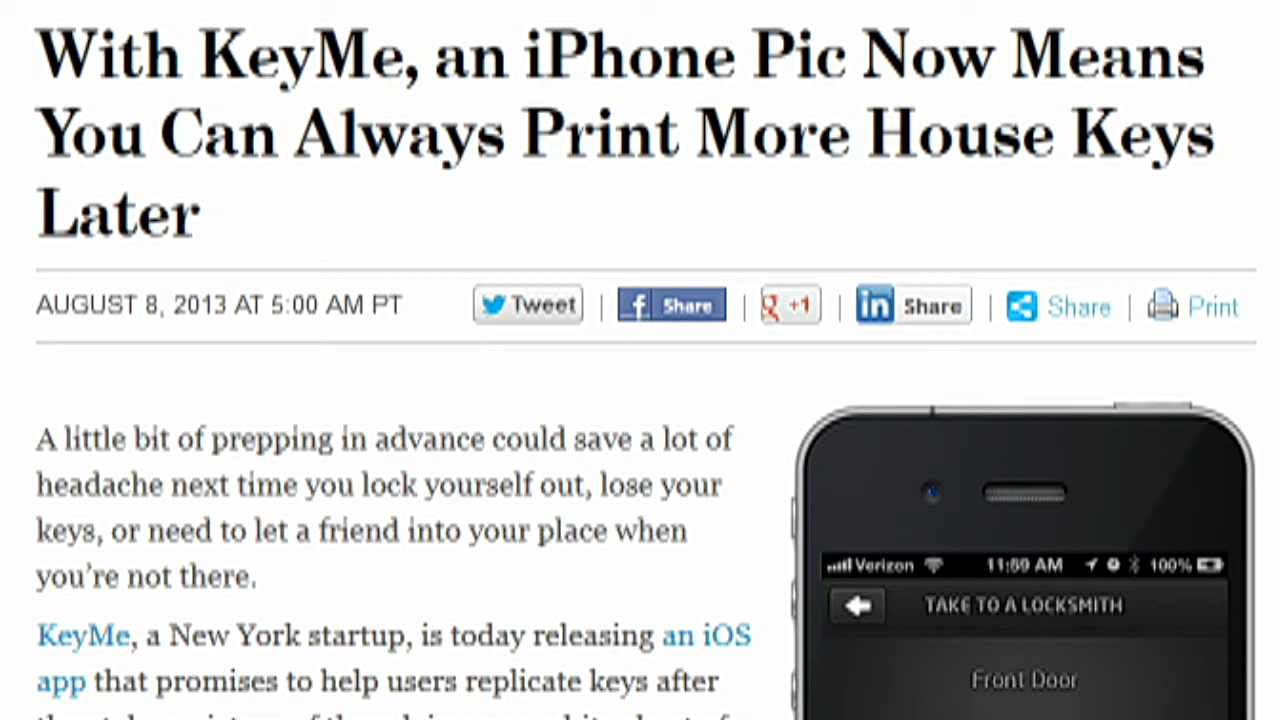 With KeyMe, an iPhone Pic Now Means
You Can Always Print More House Keys
Later
AUGUST 8, 2013 AT 5:00 AM PT
Tweet
Share
+1
Share
Share
Print
A little bit of prepping in advance could save a lot of
headache next time you lock yourself out, lose your
keys, or need to let a friend into your place when
you're not there.
KeyMe, a New York startup, is today releasing an iOS
app that promises to help users replicate keys after
Verizon 11:59 AM 100%
TAKE TO A LOCKSMITH
Front Door